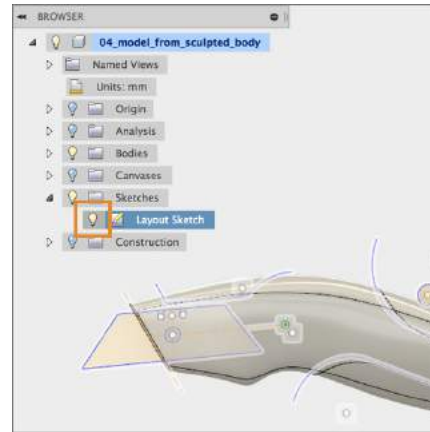 BROWSER
04_model_from_sculpted_body
Named Views
Units: mm
Origin
Analysis
Bodies
Canvases
Sketches
Layout Sketch
Construction